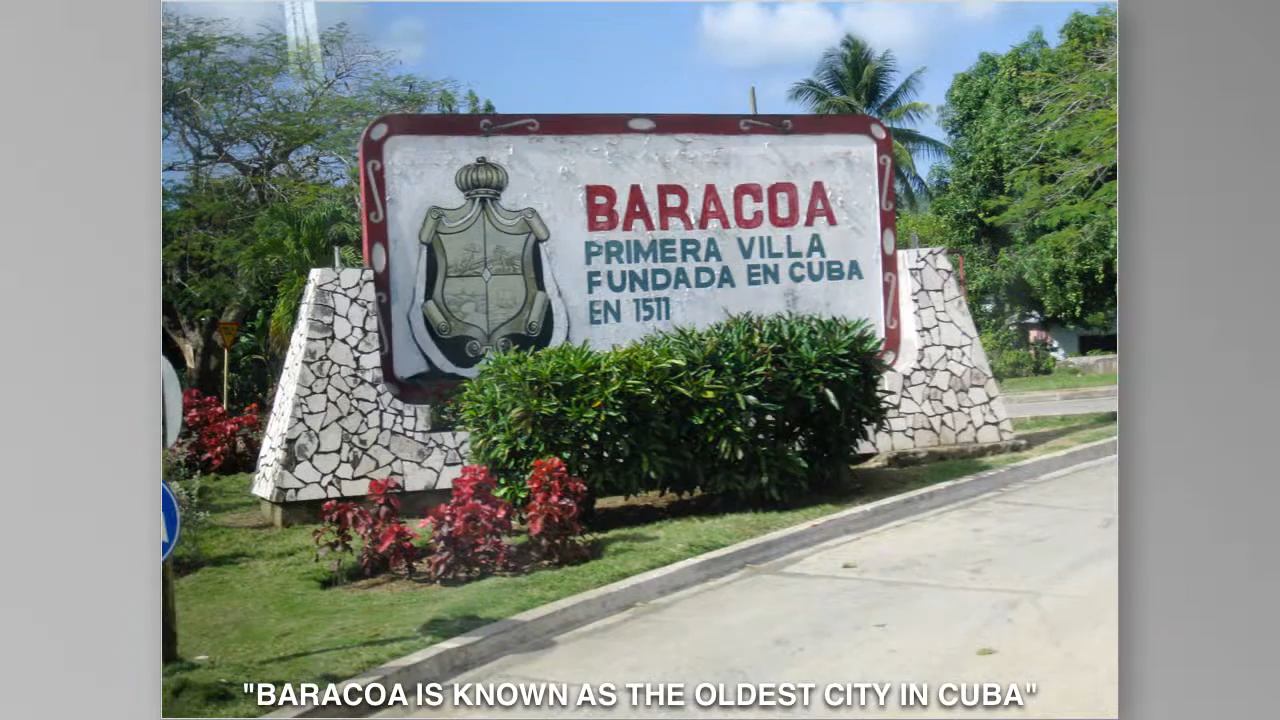 BARACOA
PRIMERA VILLA
FUNDADA EN CUBA
EN 1511
"BARACOA IS KNOWN AS THE OLDEST CITY IN CUBA"